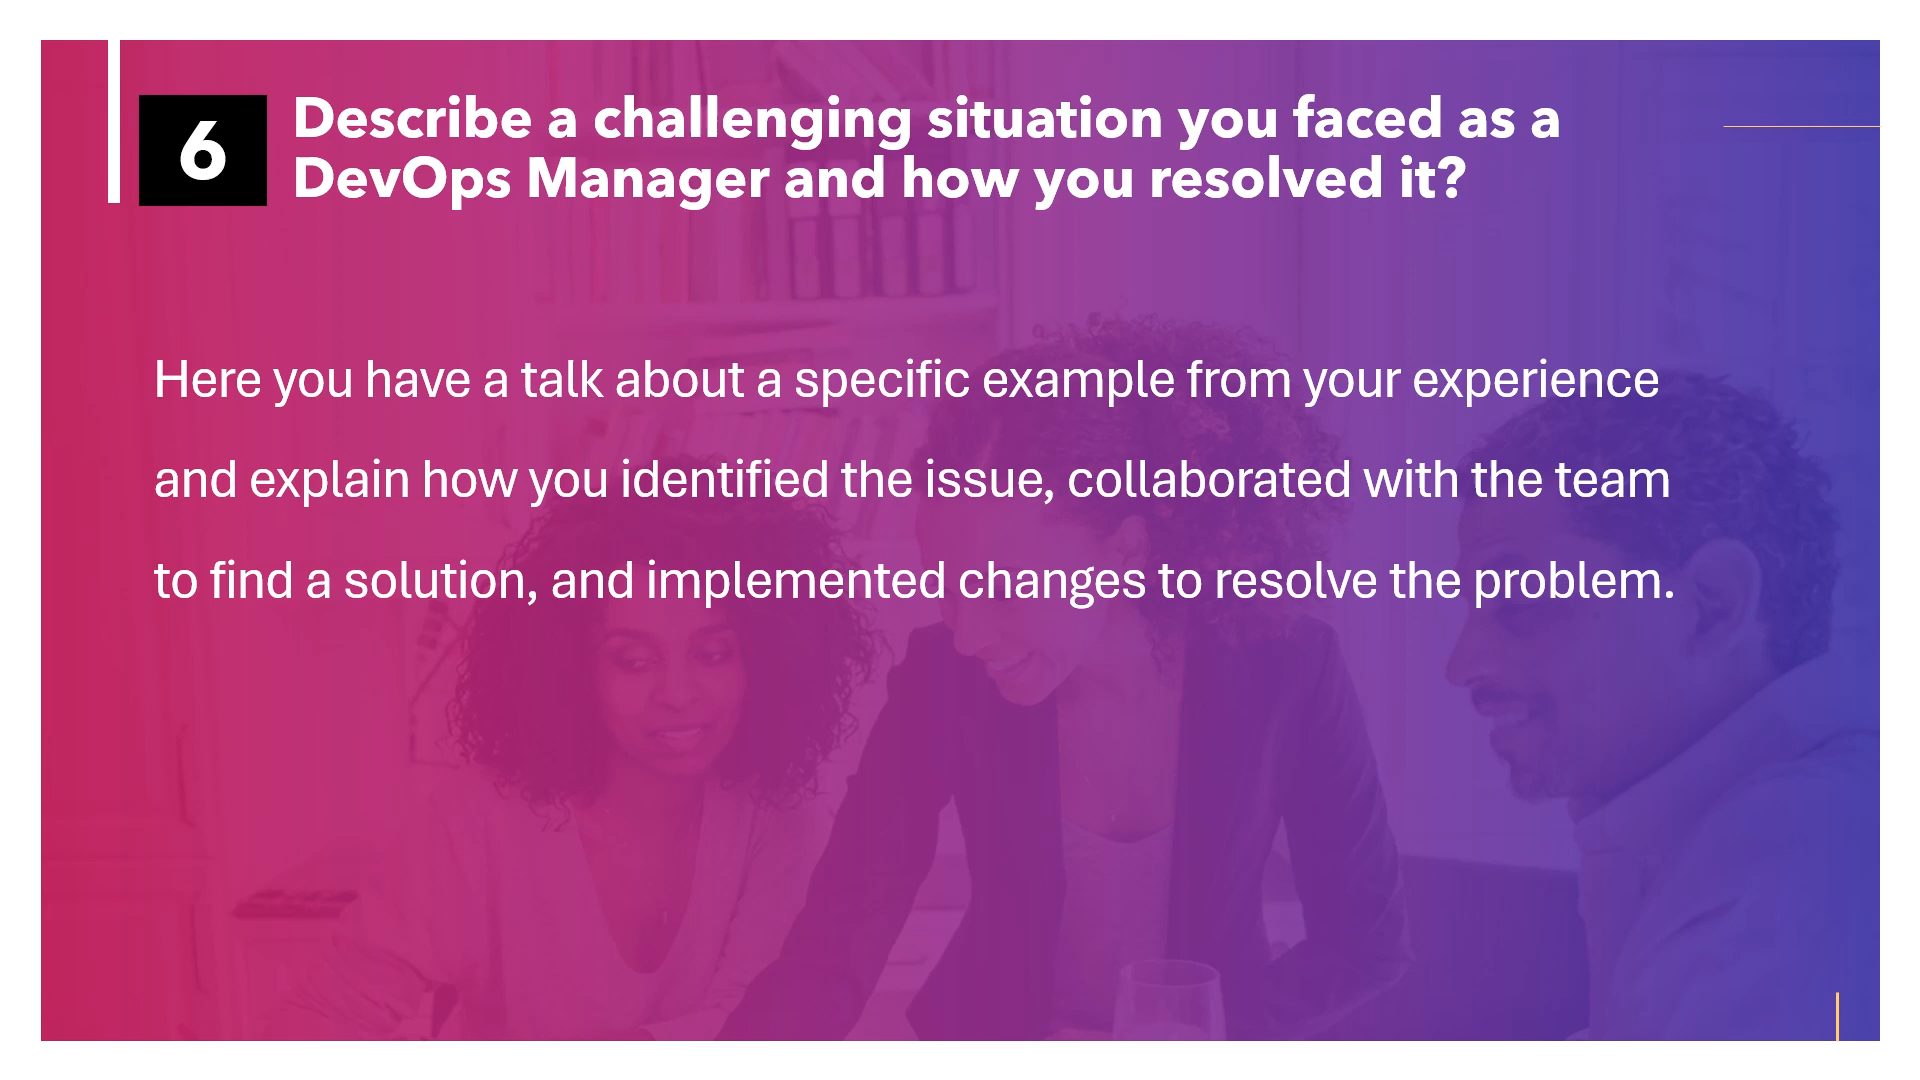 6
Describe a challenging situation you faced as a
DevOps Manager and how you resolved it?
Here you have a talk about a specific example from your experience
and explain how you identified the issue, collaborated with the team
to find a solution, and implemented changes to resolve the problem.